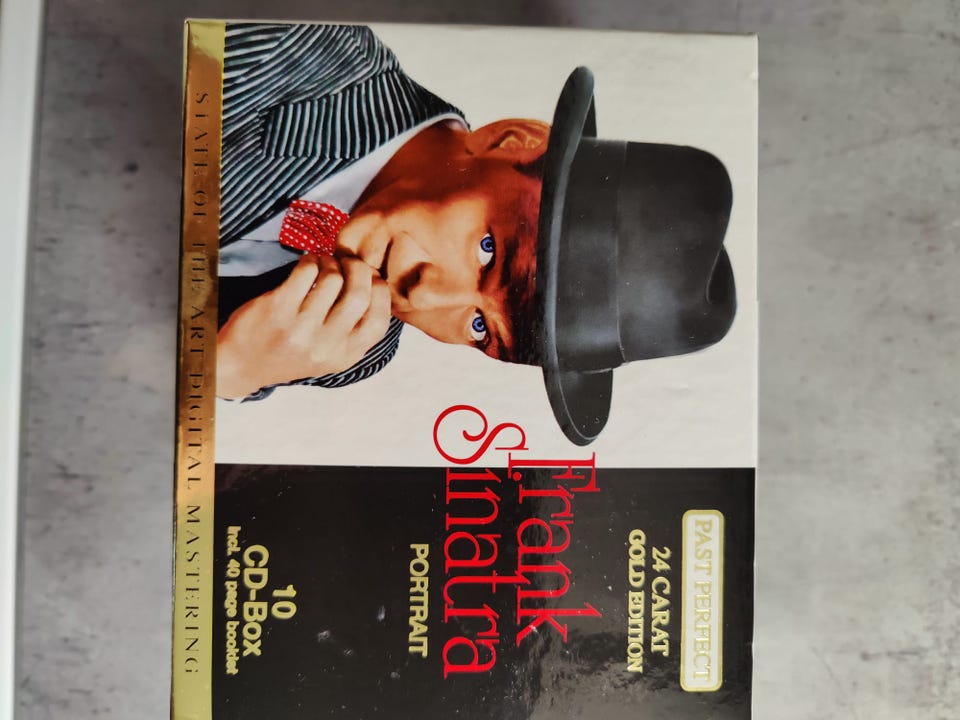 PAST PERFECT
24 CARAT
GOLD EDITION
Frank
Sinatra
PORTRAIT
10
CD-BOX
Incl. 40 page booklet
STATE OF THE ART DIGITAL MASTERING